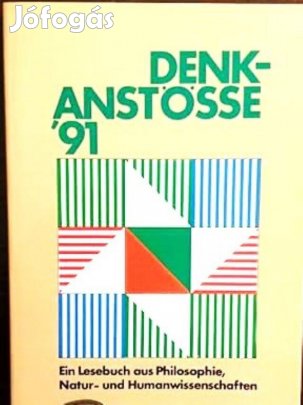 Jófogás
DENK-
ANSTÖSSE
'91
Ein Lesebuch aus Philosophie,
Natur- und Humanwissenschaften